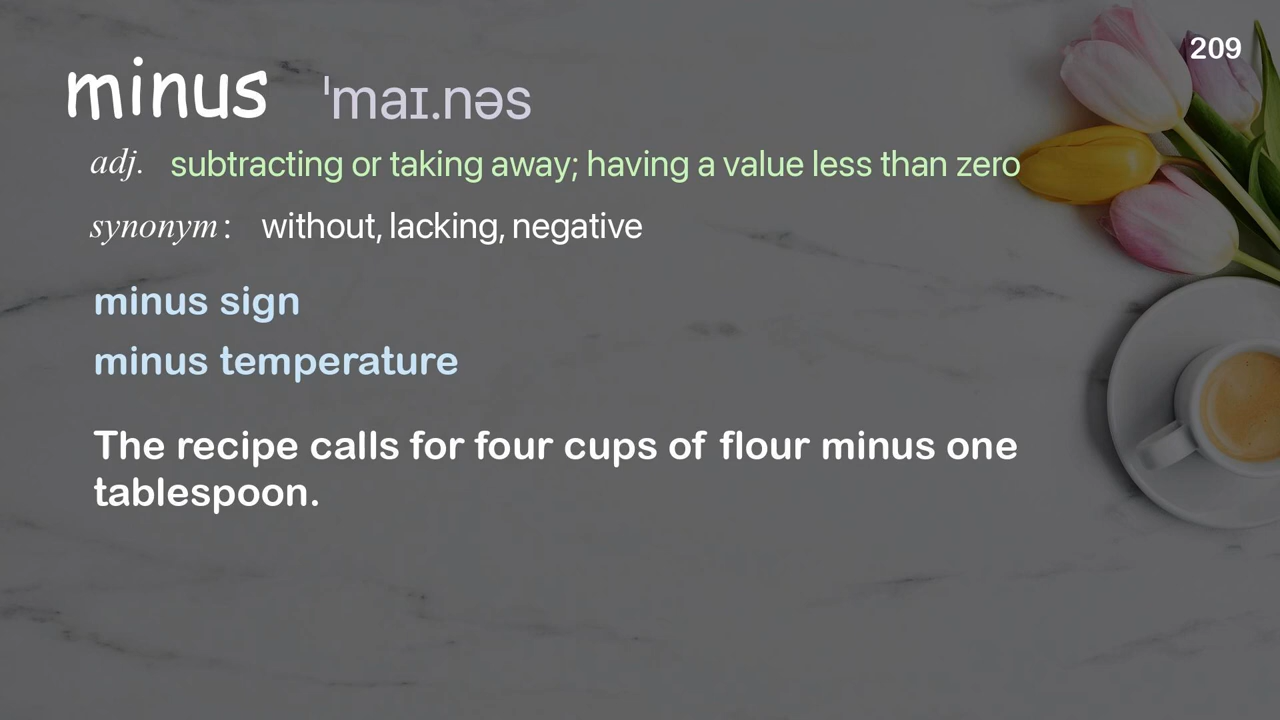 209
minus ˈmaɪ.nəs
adj. subtracting or taking away; having a value less than zero
synonym: without, lacking, negative
minus sign
minus temperature
The recipe calls for four cups of flour minus one
tablespoon.